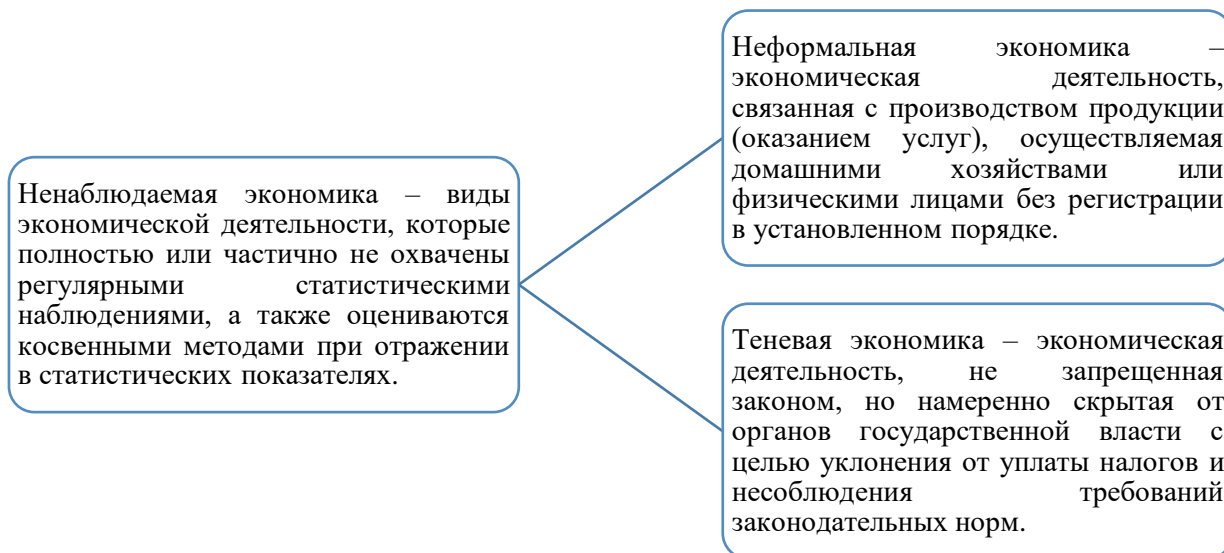 Ненаблюдаемая экономика – виды
экономической деятельности, которые
полностью или частично не охвачены
регулярными статистическими
наблюдениями, а также оцениваются
косвенными методами при отражении
в статистических показателях.
Неформальная экономика –
экономическая деятельность,
связанная с производством продукции
(оказанием услуг), осуществляемая
домашними хозяйствами или
физическими лицами без регистрации
в установленном порядке.
Теневая экономика – экономическая
деятельность, не запрещенная
законом, но намеренно скрытая от
органов государственной власти с
целью уклонения от уплаты налогов и
несоблюдения требований
законодательных норм.